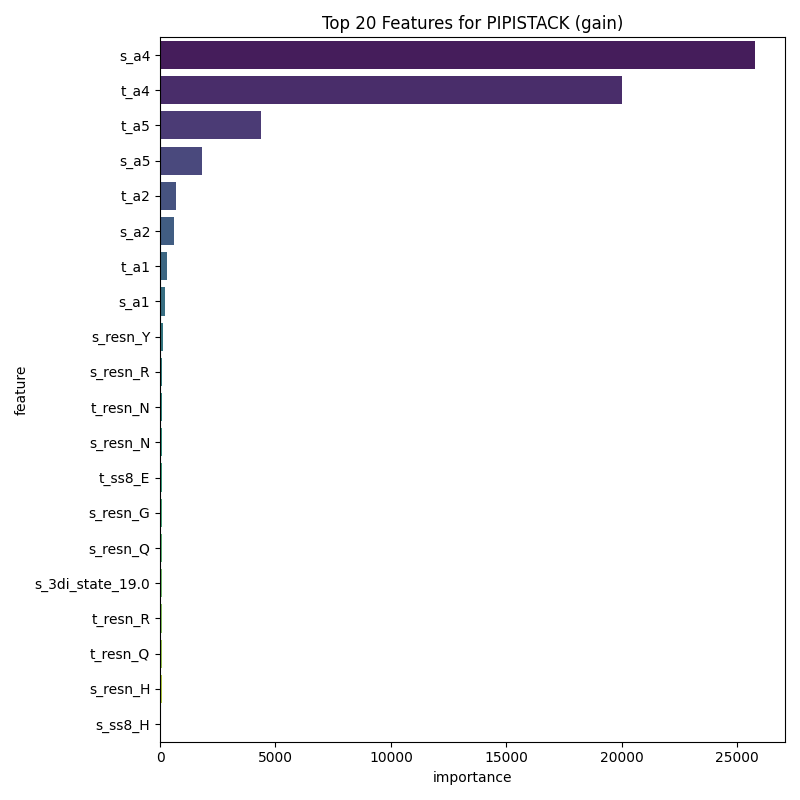 Top 20 Features for PIPISTACK (gain)
s_a4
t_a4
t_a5
s_a5
t_a2
s_a2
t_a1
s_a1
s_resn_Y
s_resn_R
t_resn_N
s_resn_N
t_ss8_E
s_resn_G
s_resn_Q
s_3di_state_19.0
t_resn_R
t_resn_Q
s_resn_H
s_ss8_H
feature
0 5000 10000 15000 20000 25000
importance